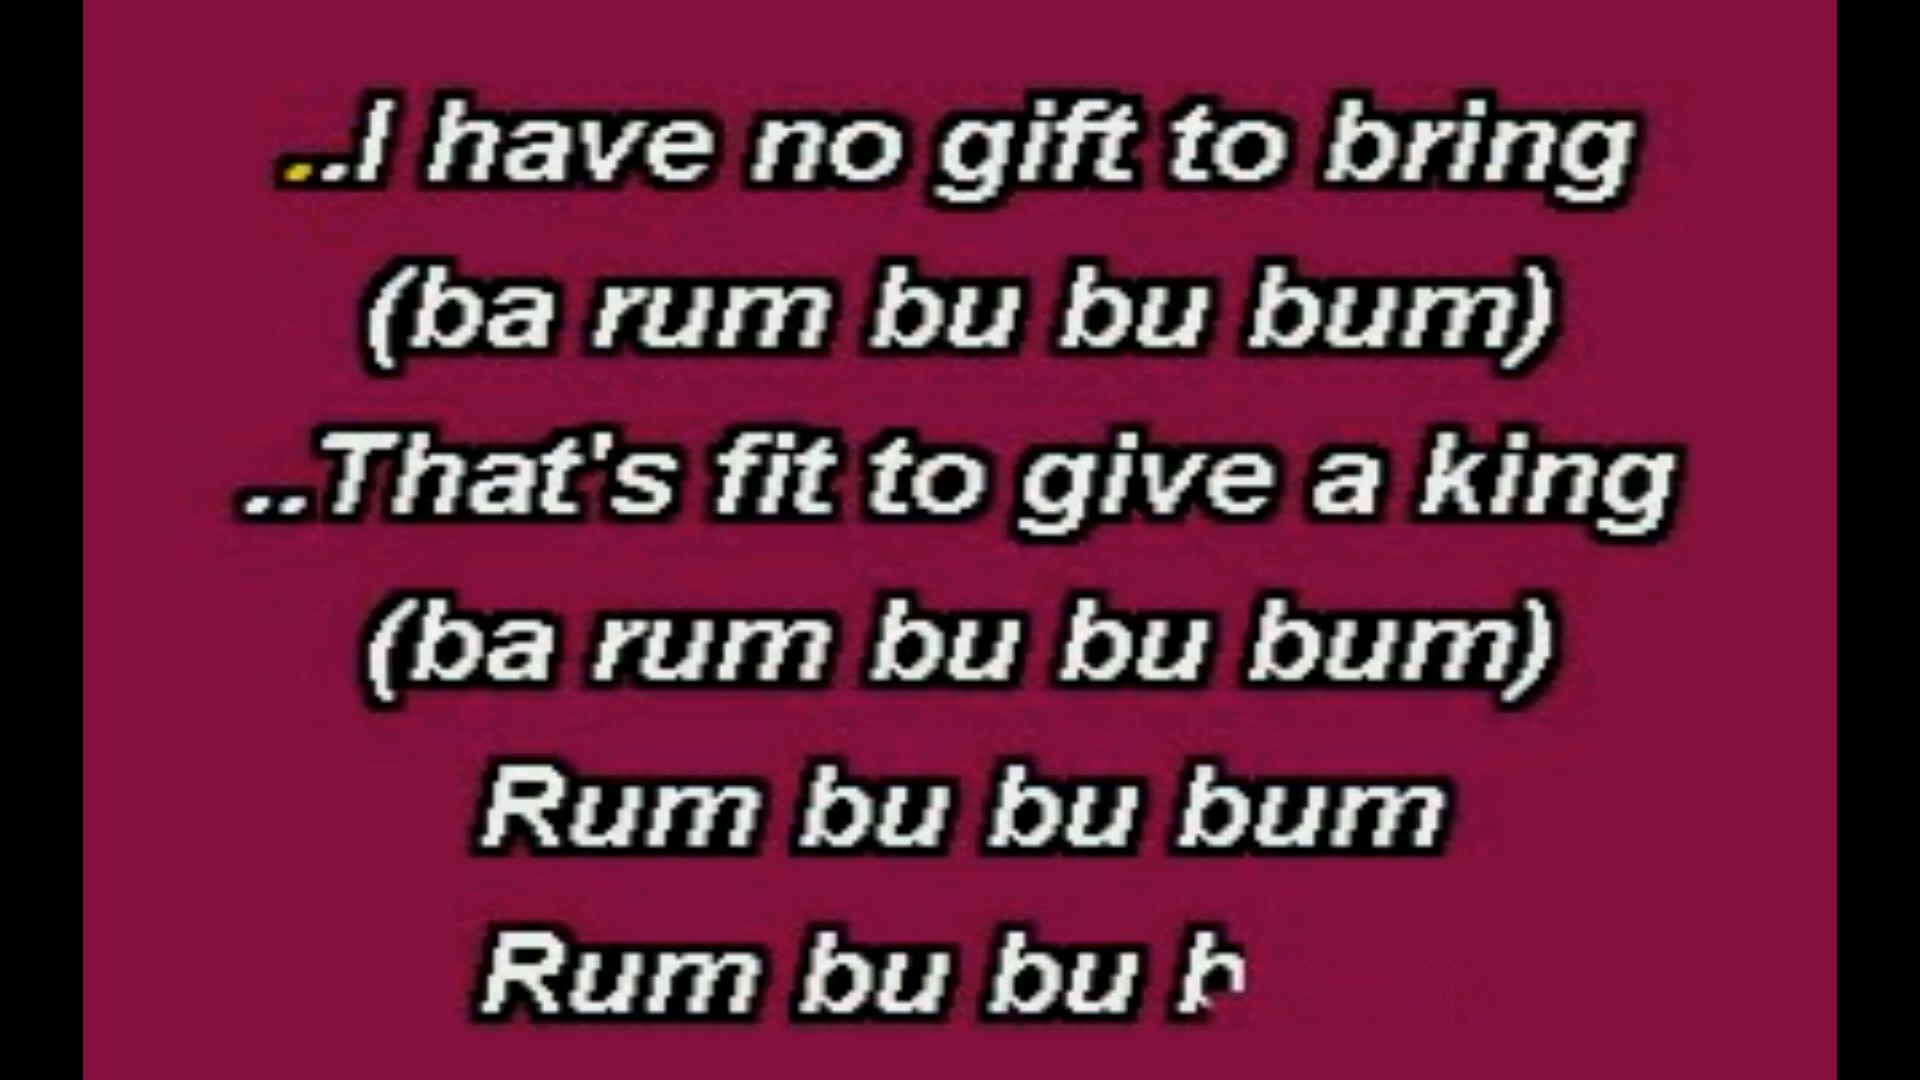 ..I have no gift to bring
(ba rum bu bu bum)
..That's fit to give a king
(ba rum bu bu bum)
Rum bu bu bum
Rum bu bu